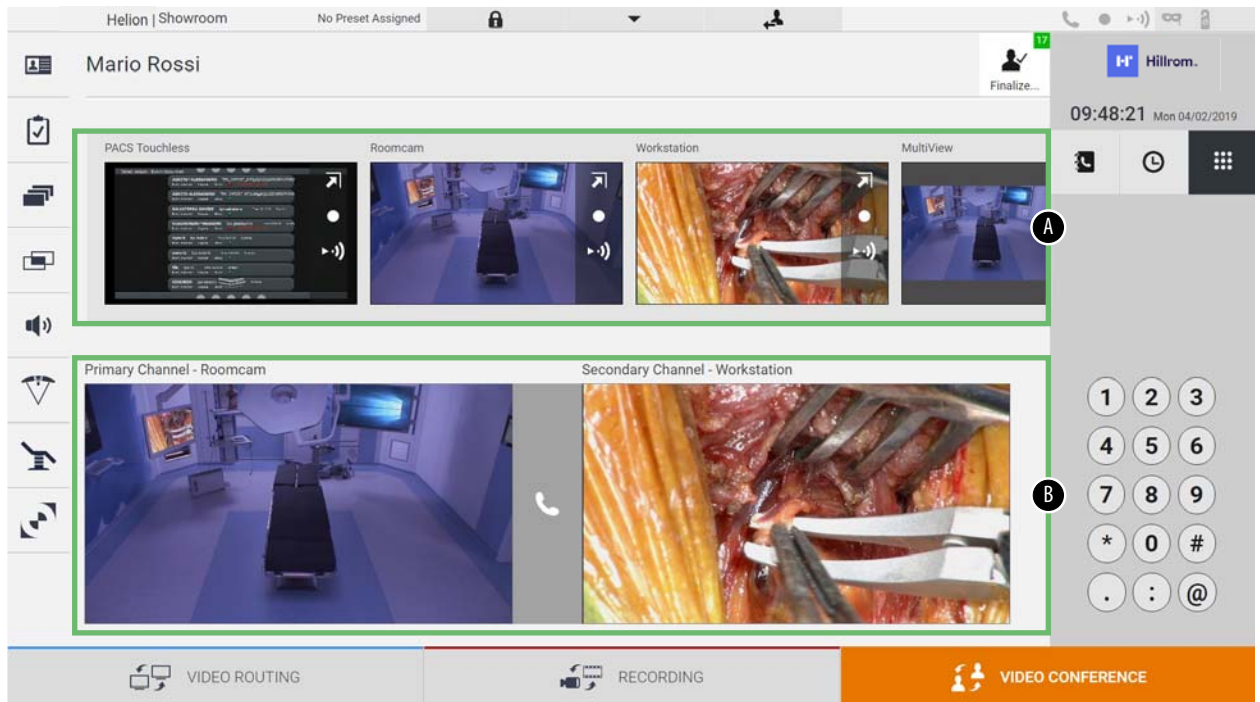 Helion | Showroom No Preset Assigned
Mario Rossi
17
Finalize...
Hillrom.
09:48:21 Mon 04/02/2019
PACS Touchless Roomcam Workstation MultiView
A
Primary Channel - Roomcam Secondary Channel - Workstation
B
1 2 3
4 5 6
7 8 9
* 0 #
. : @
VIDEO ROUTING RECORDING VIDEO CONFERENCE